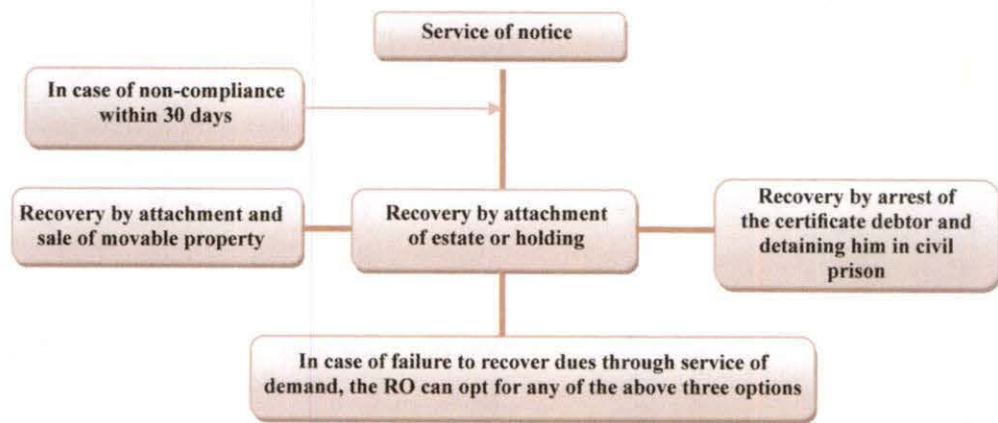 Service of notice
In case of non-compliance
within 30 days
Recovery by attachment and
sale of movable property
Recovery by attachment
of estate or holding
Recovery by arrest of
the certificate debtor and
detaining him in civil
prison
In case of failure to recover dues through service of
demand, the RO can opt for any of the above three options